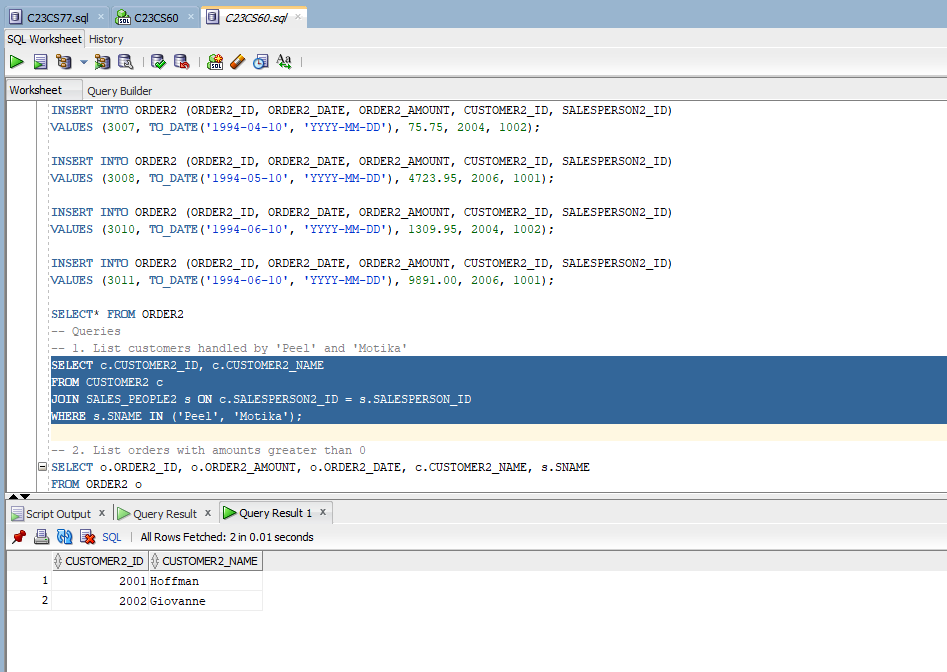 C23CS77.sql × C23CS60 × C23CS60.sql ×
SQL Worksheet History
Worksheet Query Builder
INSERT INTO ORDER2 (ORDER2_ID, ORDER2_DATE, ORDER2_AMOUNT, CUSTOMER2_ID, SALESPERSON2_ID)
VALUES (3007, TO_DATE('1994-04-10', 'YYYY-MM-DD'), 75.75, 2004, 1002);
INSERT INTO ORDER2 (ORDER2_ID, ORDER2_DATE, ORDER2_AMOUNT, CUSTOMER2_ID, SALESPERSON2_ID)
VALUES (3008, TO_DATE('1994-05-10', 'YYYY-MM-DD'), 4723.95, 2006, 1001);
INSERT INTO ORDER2 (ORDER2_ID, ORDER2_DATE, ORDER2_AMOUNT, CUSTOMER2_ID, SALESPERSON2_ID)
VALUES (3010, TO_DATE('1994-06-10', 'YYYY-MM-DD'), 1309.95, 2004, 1002);
INSERT INTO ORDER2 (ORDER2_ID, ORDER2_DATE, ORDER2_AMOUNT, CUSTOMER2_ID, SALESPERSON2_ID)
VALUES (3011, TO_DATE('1994-06-10', 'YYYY-MM-DD'), 9891.00, 2006, 1001);
SELECT* FROM ORDER2
-- Queries
-- 1. List customers handled by 'Peel' and 'Motika'
SELECT c.CUSTOMER2_ID, c.CUSTOMER2_NAME
FROM CUSTOMER2 c
JOIN SALES_PEOPLE2 s ON c.SALESPERSON2_ID = s.SALESPERSON_ID
WHERE s.SNAME IN ('Peel', 'Motika');
-- 2. List orders with amounts greater than 0
SELECT o.ORDER2_ID, o.ORDER2_AMOUNT, o.ORDER2_DATE, c.CUSTOMER2_NAME, s.SNAME
FROM ORDER2 o
Script Output × Query Result × Query Result 1 ×
SQL | All Rows Fetched: 2 in 0.01 seconds
CUSTOMER2_ID CUSTOMER2_NAME
1 2001 Hoffman
2 2002 Giovanne